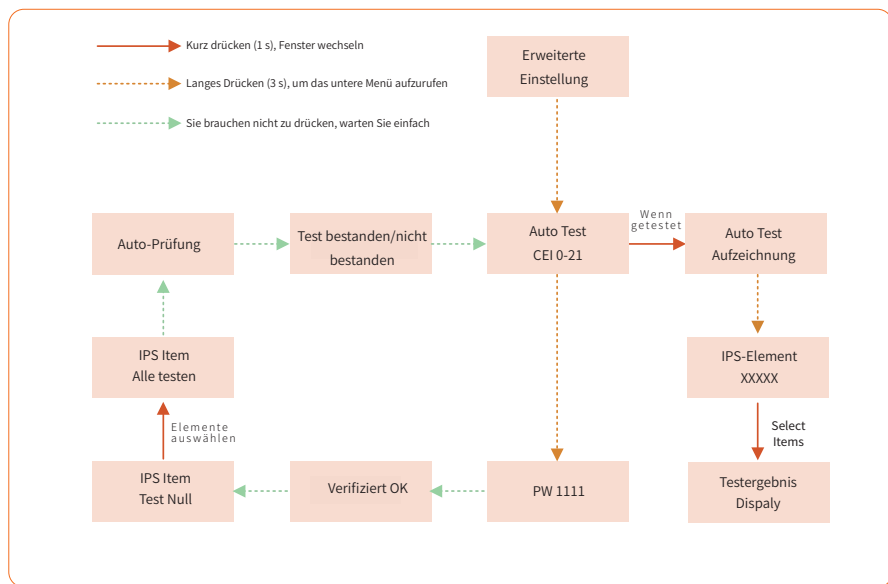 Kurz drücken (1 s), Fenster wechseln
Langes Drücken (3 s), um das untere Menü aufzurufen
Sie brauchen nicht zu drücken, warten Sie einfach
Erweiterte
Einstellung
Auto-Prüfung
Test bestanden/nicht
bestanden
Auto Test
CEI 0-21
Wenn
getestet
Auto Test
Aufzeichnung
IPS Item
Alle testen
IPS-Element
XXXXX
Elemente
auswählen
Select
Items
IPS Item
Test Null
Verifiziert OK
PW 1111
Testergebnis
Dispaly